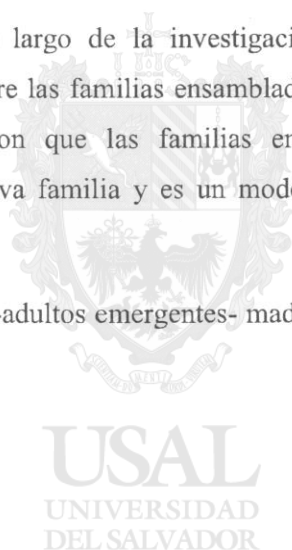 largo de la investigaci
re las familias ensamblad
on que las familias en
va familia y es un mode
-adultos emergentes- mad
USAL
UNIVERSIDAD
DEL SALVADOR